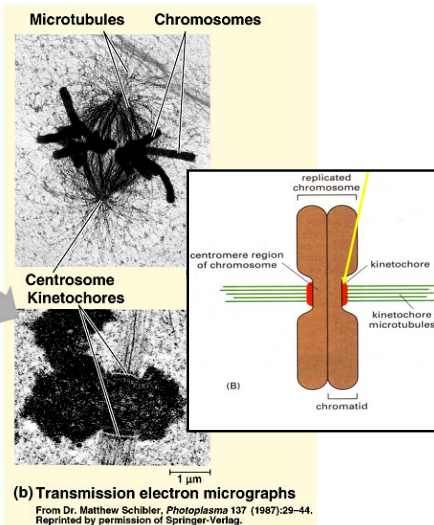 Microtubules Chromosomes
Centrosome
Kinetochores
replicated
chromosome
centromere region
of chromosome
kinetochore
kinetochore
microtubules
(B)
chromatid
1 µm
(b) Transmission electron micrographs
From Dr. Matthew Schibler, Photoplasma 137 (1987):29–44.
Reprinted by permission of Springer-Verlag.